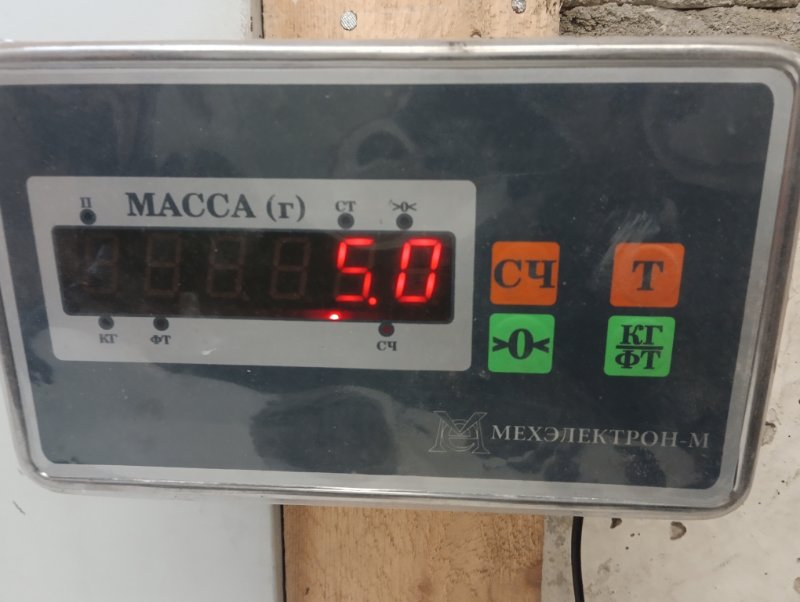 П МАССА (г) СТ >0<
5.0
КГ ФТ СЧ
СЧ Т
>0< КГ/ФТ
МЕХЭЛЕКТРОН-М